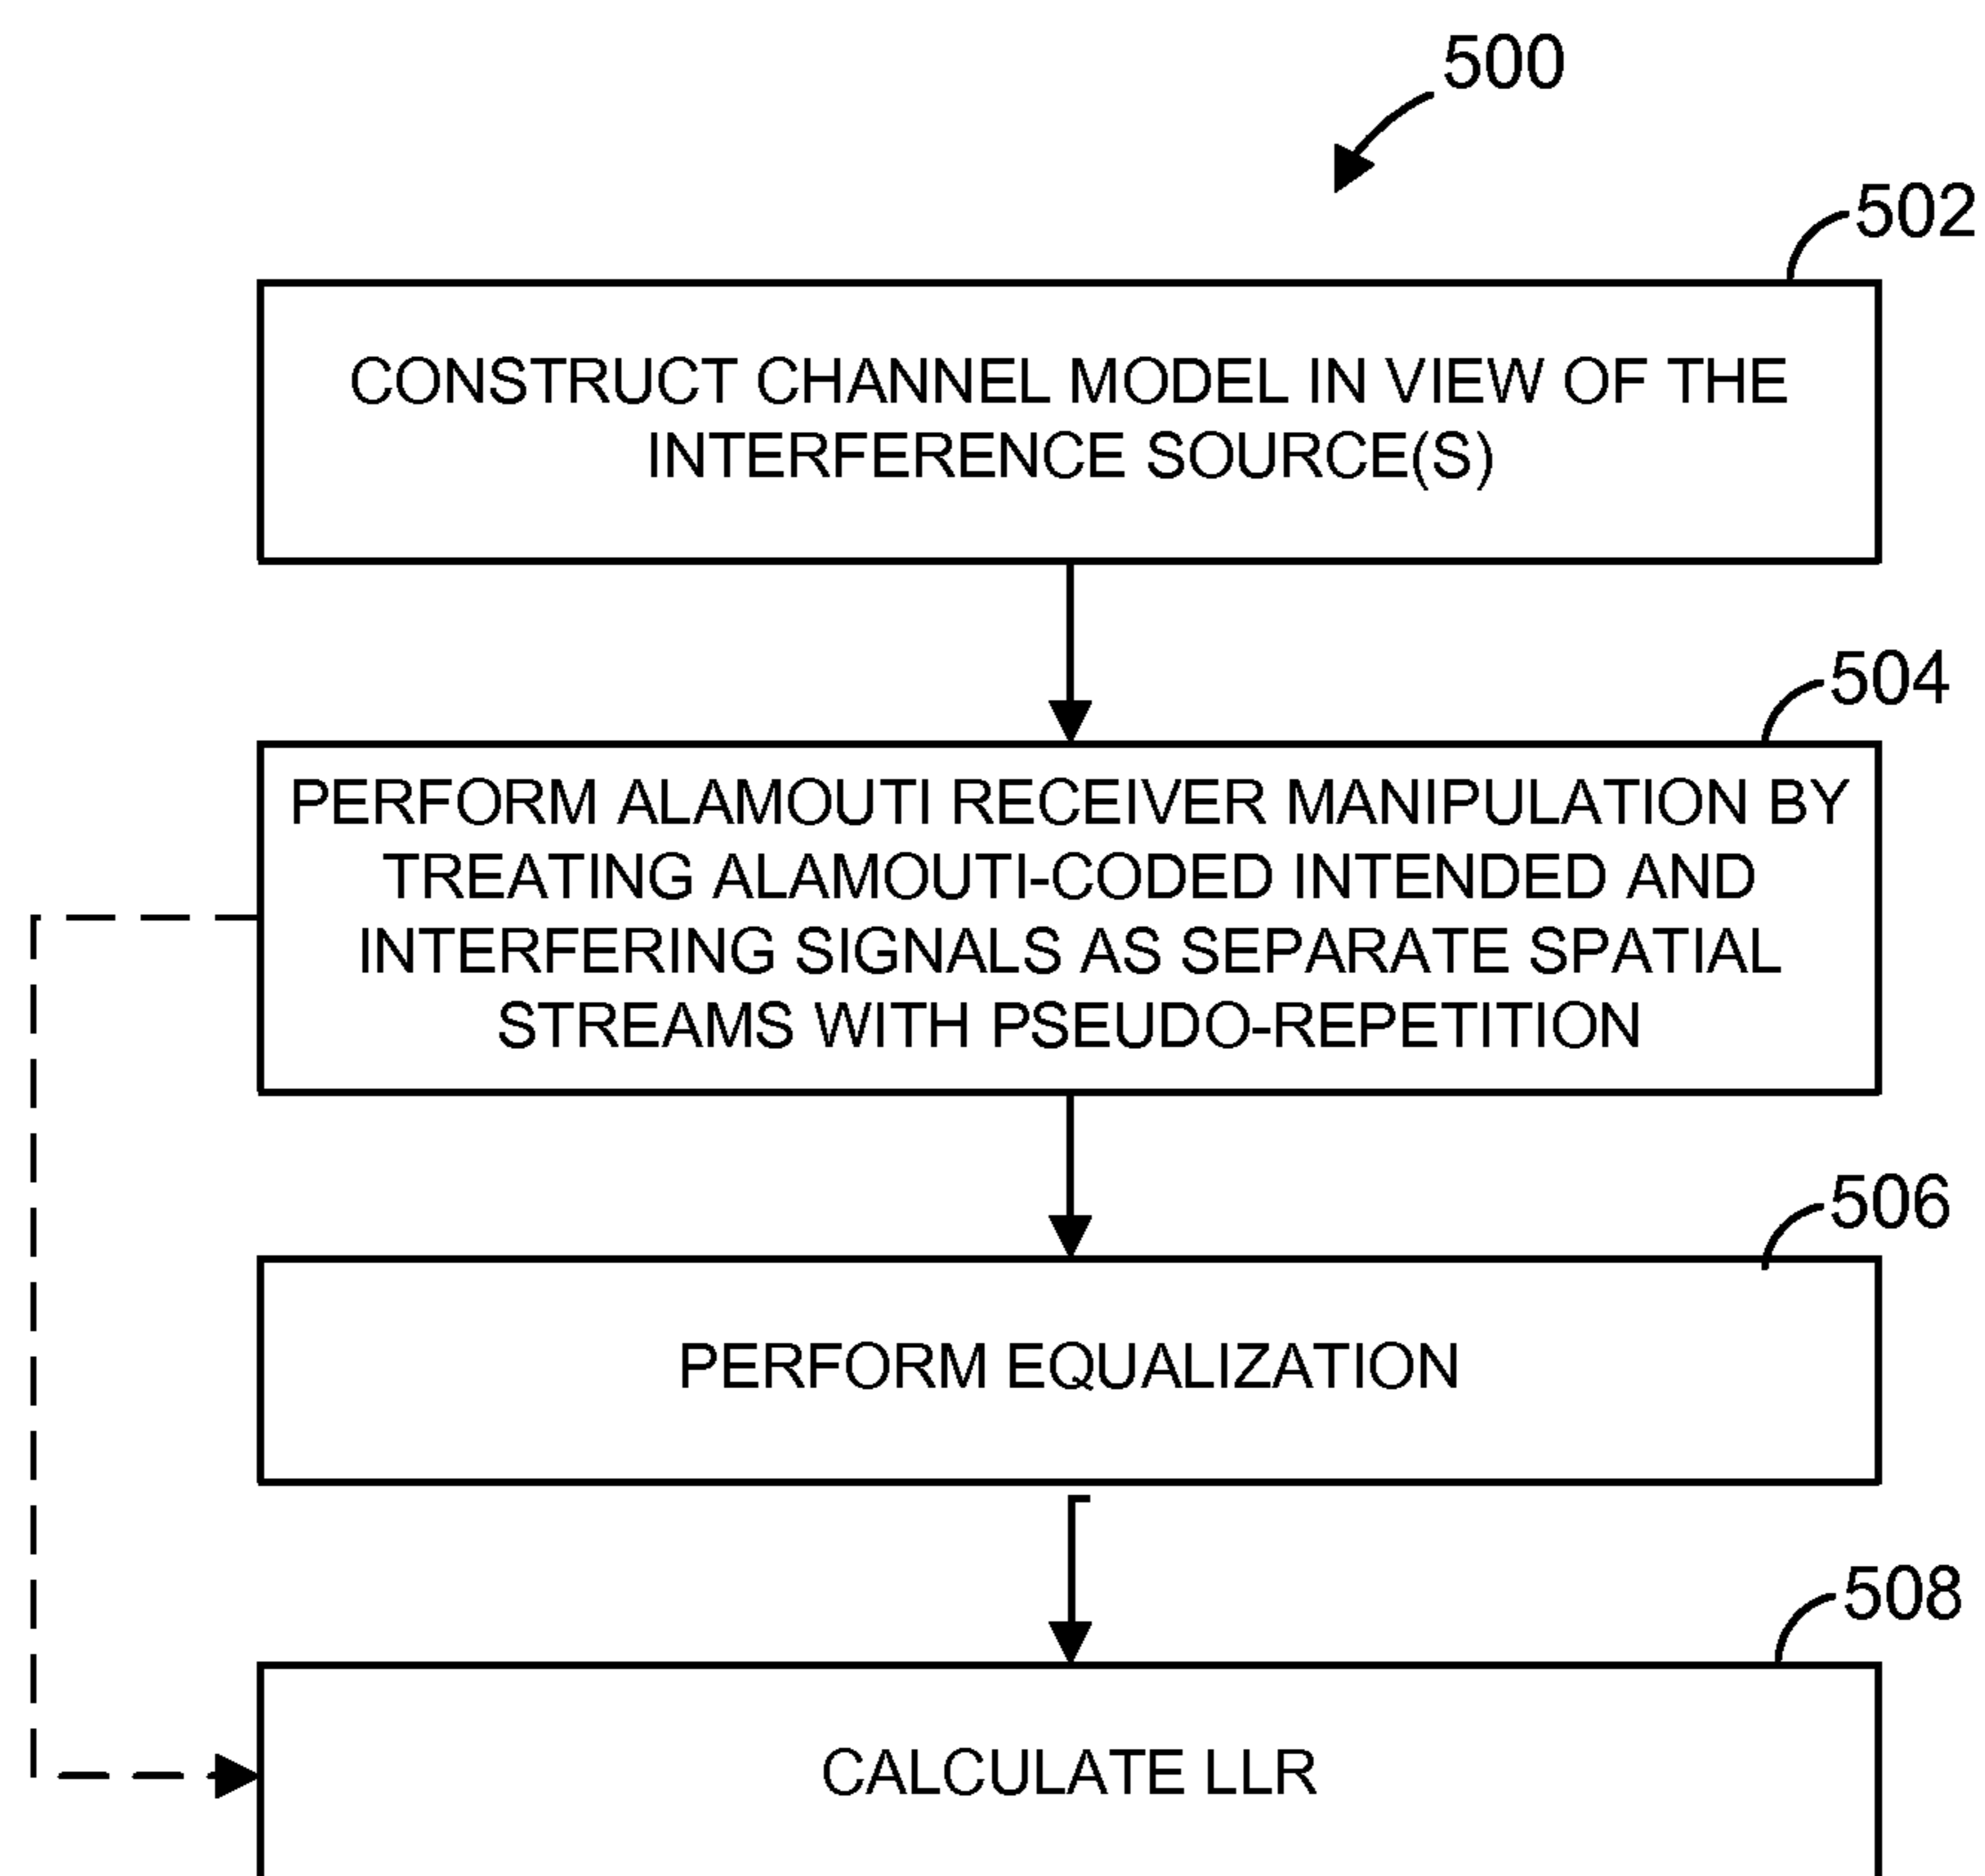 500
502
CONSTRUCT CHANNEL MODEL IN VIEW OF THE
INTERFERENCE SOURCE(S)
504
PERFORM ALAMOUTI RECEIVER MANIPULATION BY
TREATING ALAMOUTI-CODED INTENDED AND
INTERFERING SIGNALS AS SEPARATE SPATIAL
STREAMS WITH PSEUDO-REPETITION
506
PERFORM EQUALIZATION
508
CALCULATE LLR